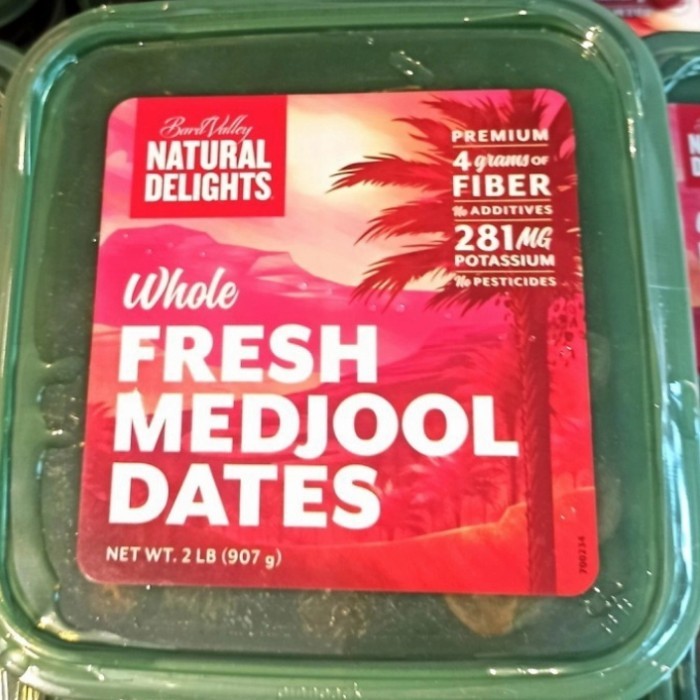 Bard Valley
NATURAL
DELIGHTS
PREMIUM
4 grams OF
FIBER
No ADDITIVES
281MG
POTASSIUM
No PESTICIDES
Whole
FRESH
MEDJOOL
DATES
NET WT. 2 LB (907 g)
700234